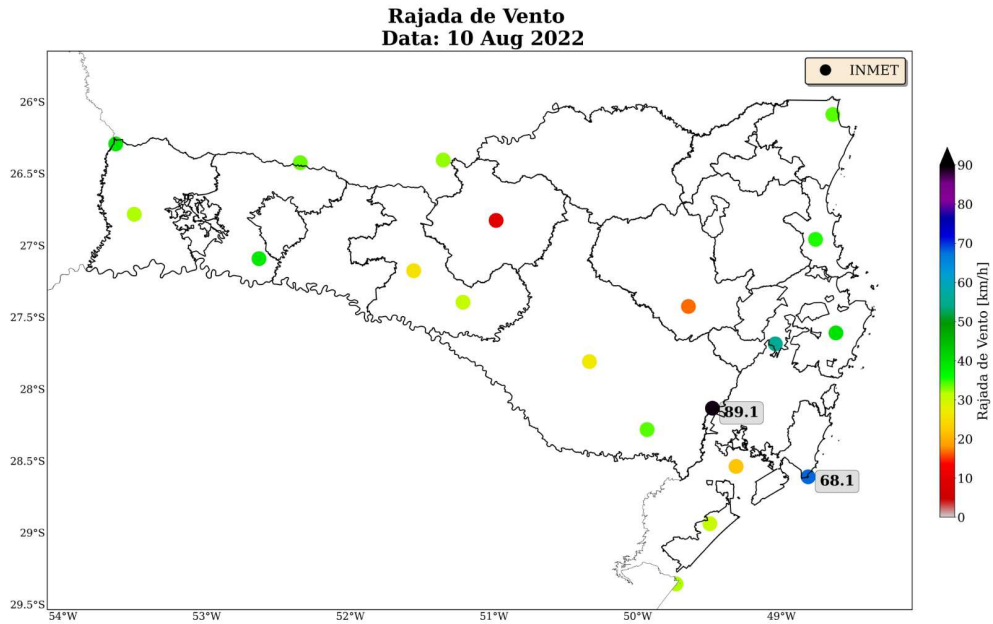 Rajada de Vento
Data: 10 Aug 2022
INMET
26°S
26.5°S
27°S
27.5°S
28°S
28.5°S
29°S
29.5°S
54°W
53°W
52°W
51°W
50°W
49°W
89.1
68.1
90
80
70
60
50
40
30
20
10
0
Rajada de Vento [km/h]